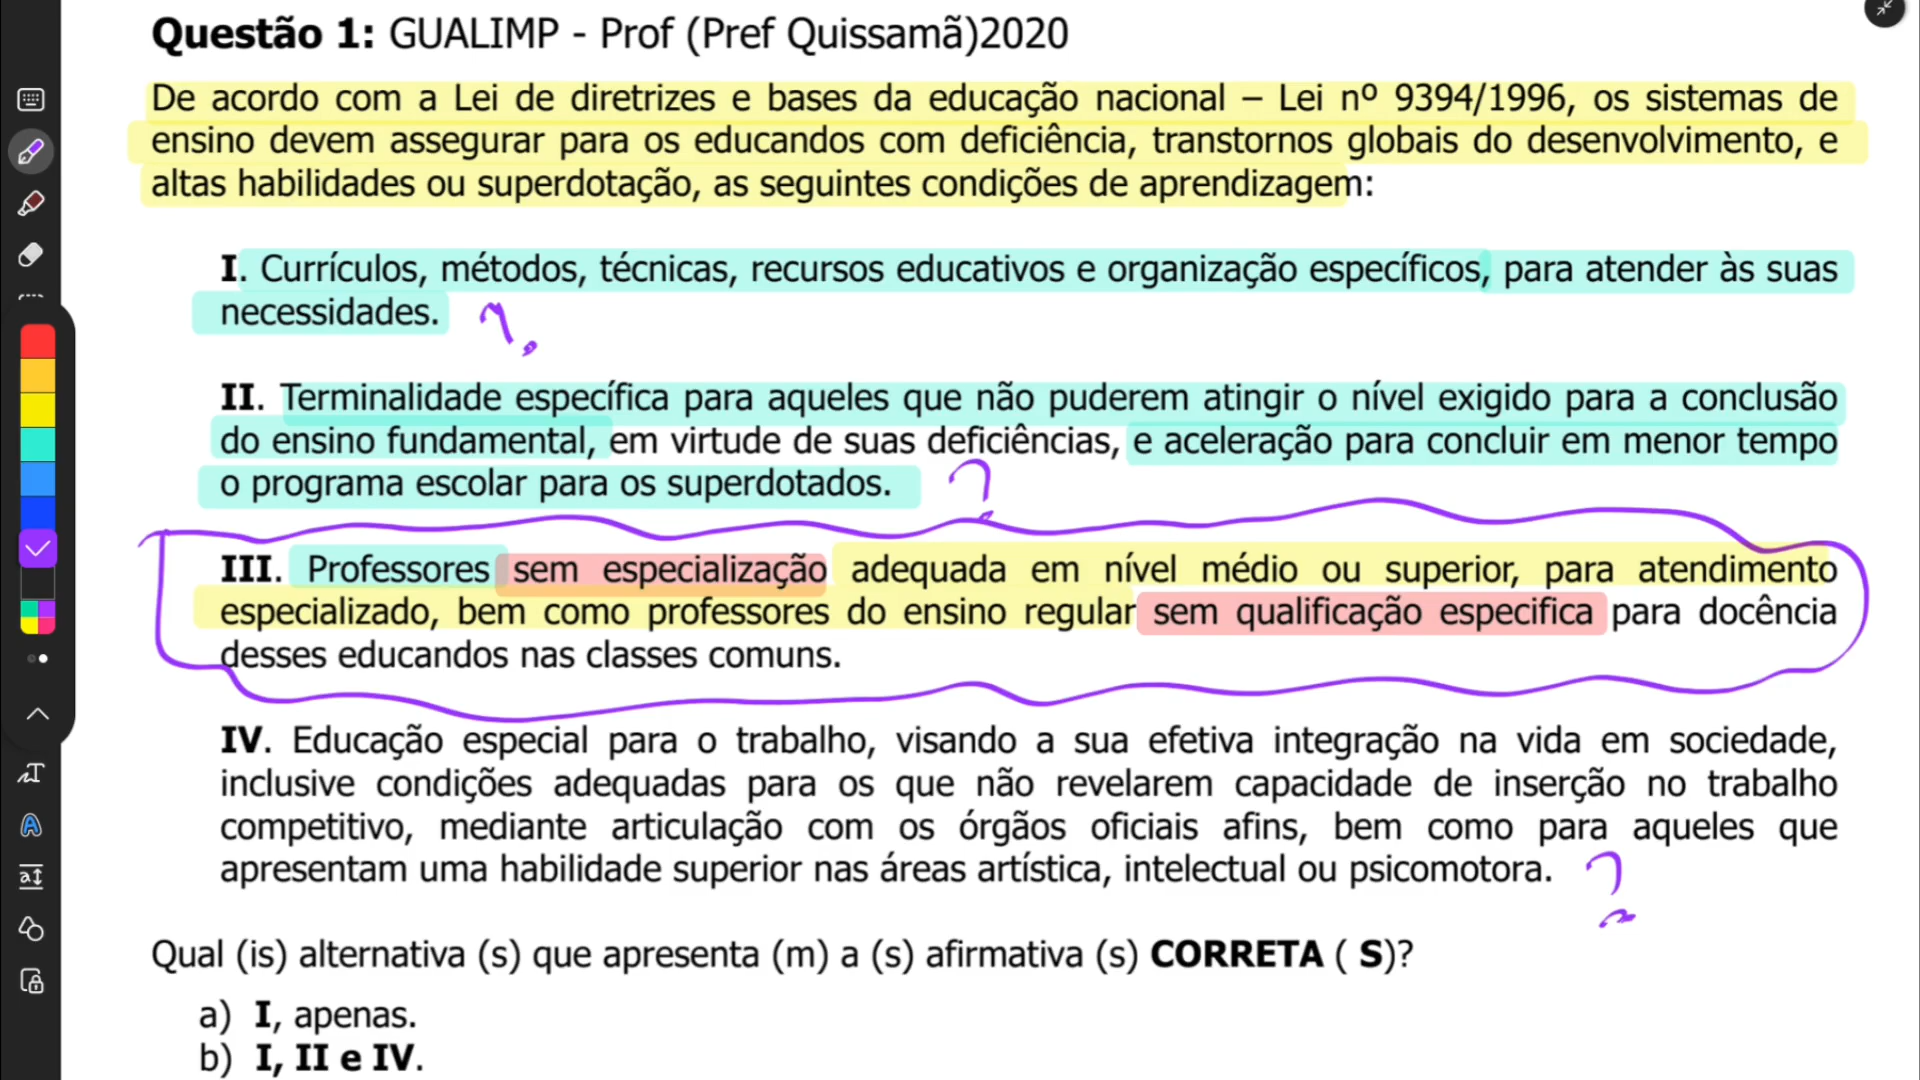 Questão 1: GUALIMP - Prof (Pref Quissamã)2020
De acordo com a Lei de diretrizes e bases da educação nacional – Lei nº 9394/1996, os sistemas de
ensino devem assegurar para os educandos com deficiência, transtornos globais do desenvolvimento, e
altas habilidades ou superdotação, as seguintes condições de aprendizagem:
I. Currículos, métodos, técnicas, recursos educativos e organização específicos, para atender às suas
necessidades.
II. Terminalidade específica para aqueles que não puderem atingir o nível exigido para a conclusão
do ensino fundamental, em virtude de suas deficiências, e aceleração para concluir em menor tempo
o programa escolar para os superdotados.
III. Professores sem especialização adequada em nível médio ou superior, para atendimento
especializado, bem como professores do ensino regular sem qualificação especifica para docência
desses educandos nas classes comuns.
IV. Educação especial para o trabalho, visando a sua efetiva integração na vida em sociedade,
inclusive condições adequadas para os que não revelarem capacidade de inserção no trabalho
competitivo, mediante articulação com os órgãos oficiais afins, bem como para aqueles que
apresentam uma habilidade superior nas áreas artística, intelectual ou psicomotora.
Qual (is) alternativa (s) que apresenta (m) a (s) afirmativa (s) CORRETA ( S)?
a) I, apenas.
b) I, II e IV.